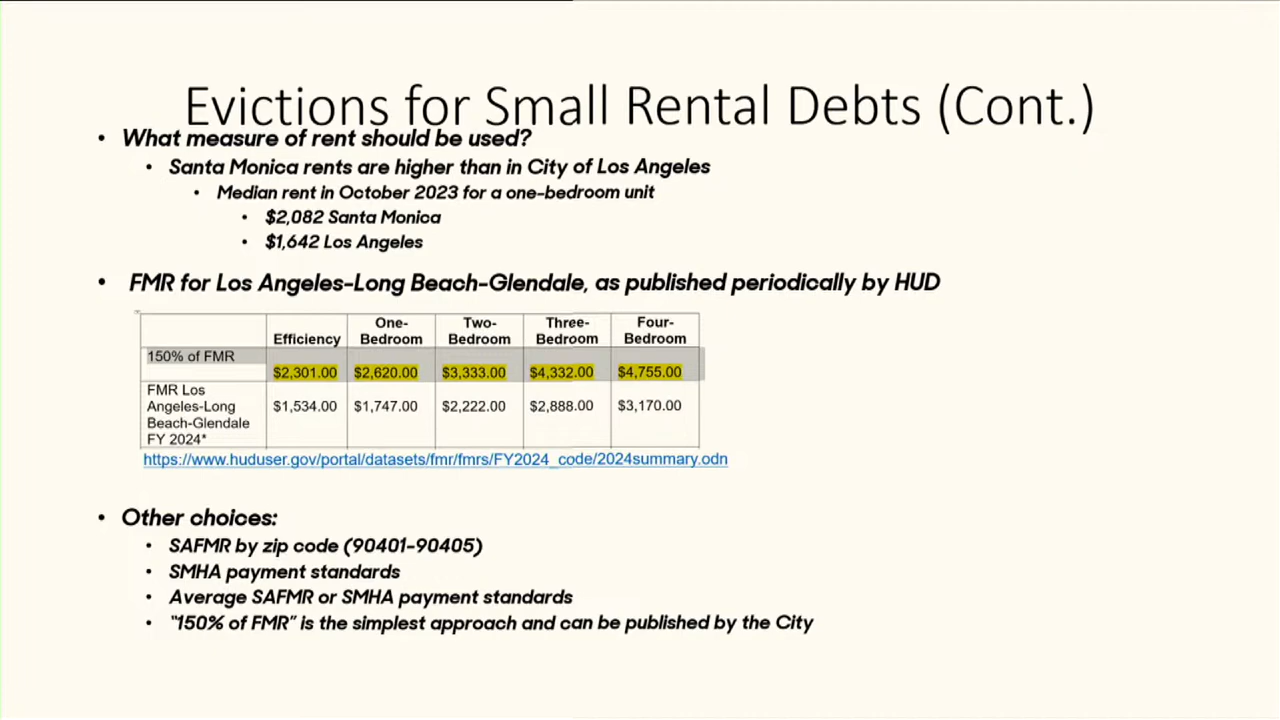 Evictions for Small Rental Debts (Cont.)
• What measure of rent should be used?
• Santa Monica rents are higher than in City of Los Angeles
• Median rent in October 2023 for a one-bedroom unit
• $2,082 Santa Monica
• $1,642 Los Angeles
• FMR for Los Angeles-Long Beach-Glendale, as published periodically by HUD
Efficiency One-Bedroom Two-Bedroom Three-Bedroom Four-Bedroom
150% of FMR $2,301.00 $2,620.00 $3,333.00 $4,332.00 $4,755.00
FMR Los
Angeles-Long
Beach-Glendale
FY 2024*
$1,534.00 $1,747.00 $2,222.00 $2,888.00 $3,170.00
https://www.huduser.gov/portal/datasets/fmr/fmrs/FY2024_code/2024summary.odn
• Other choices:
• SAFMR by zip code (90401-90405)
• SMHA payment standards
• Average SAFMR or SMHA payment standards
• "150% of FMR" is the simplest approach and can be published by the City